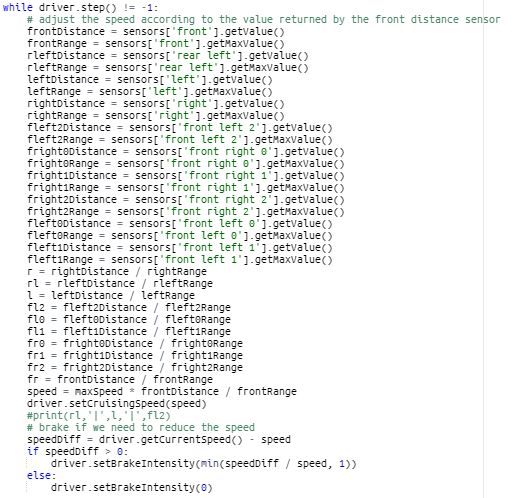 while driver.step() != -1:
    # adjust the speed according to the value returned by the front distance sensor
    frontDistance = sensors['front'].getValue()
    frontRange = sensors['front'].getMaxValue()
    rleftDistance = sensors['rear left'].getValue()
    rleftRange = sensors['rear left'].getMaxValue()
    leftDistance = sensors['left'].getValue()
    leftRange = sensors['left'].getMaxValue()
    rightDistance = sensors['right'].getValue()
    rightRange = sensors['right'].getMaxValue()
    fleft2Distance = sensors['front left 2'].getValue()
    fleft2Range = sensors['front left 2'].getMaxValue()
    fright0Distance = sensors['front right 0'].getValue()
    fright0Range = sensors['front right 0'].getMaxValue()
    fright1Distance = sensors['front right 1'].getValue()
    fright1Range = sensors['front right 1'].getMaxValue()
    fright2Distance = sensors['front right 2'].getValue()
    fright2Range = sensors['front right 2'].getMaxValue()
    fleft0Distance = sensors['front left 0'].getValue()
    fleft0Range = sensors['front left 0'].getMaxValue()
    fleft1Distance = sensors['front left 1'].getValue()
    fleft1Range = sensors['front left 1'].getMaxValue()
    r = rightDistance / rightRange
    rl = rleftDistance / rleftRange
    l = leftDistance / leftRange
    fl2 = fleft2Distance / fleft2Range
    fl0 = fleft0Distance / fleft0Range
    fl1 = fleft1Distance / fleft1Range
    fr0 = fright0Distance / fright0Range
    fr1 = fright1Distance / fright1Range
    fr2 = fright2Distance / fright2Range
    fr = frontDistance / frontRange
    speed = maxSpeed * frontDistance / frontRange
    driver.setCruisingSpeed(speed)
    #print(rl,'|',l,'|',fl2)
    # brake if we need to reduce the speed
    speedDiff = driver.getCurrentSpeed() - speed
    if speedDiff > 0:
        driver.setBrakeIntensity(min(speedDiff / speed, 1))
    else:
        driver.setBrakeIntensity(0)